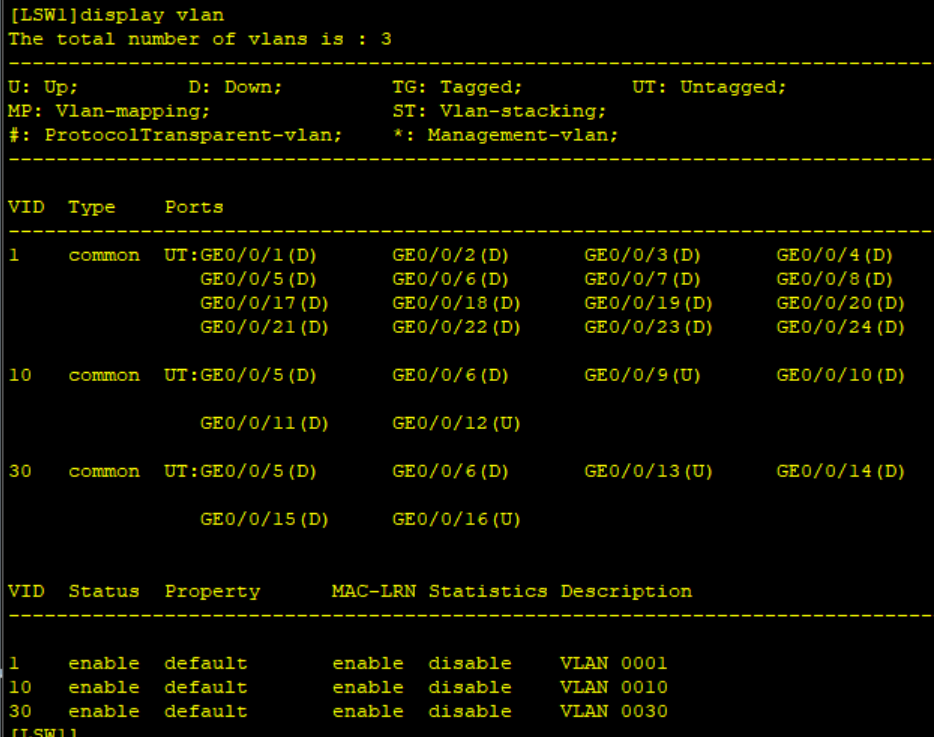 [LSW1]display vlan
The total number of vlans is : 3
--------------------------------------------------------------------------------
U: Up;         D: Down;         TG: Tagged;         UT: Untagged;
MP: Vlan-mapping;               ST: Vlan-stacking;
#: ProtocolTransparent-vlan;    *: Management-vlan;
--------------------------------------------------------------------------------
VID  Type    Ports
--------------------------------------------------------------------------------
1    common  UT:GE0/0/1(D)      GE0/0/2(D)      GE0/0/3(D)      GE0/0/4(D)
                GE0/0/5(D)      GE0/0/6(D)      GE0/0/7(D)      GE0/0/8(D)
                GE0/0/17(D)     GE0/0/18(D)     GE0/0/19(D)     GE0/0/20(D)
                GE0/0/21(D)     GE0/0/22(D)     GE0/0/23(D)     GE0/0/24(D)
10   common  UT:GE0/0/5(D)      GE0/0/6(D)      GE0/0/9(U)      GE0/0/10(D)
                GE0/0/11(D)     GE0/0/12(U)
30   common  UT:GE0/0/5(D)      GE0/0/6(D)      GE0/0/13(U)     GE0/0/14(D)
                GE0/0/15(D)     GE0/0/16(U)
VID  Status  Property      MAC-LRN Statistics Description
--------------------------------------------------------------------------------
1    enable  default       enable  disable    VLAN 0001
10   enable  default       enable  disable    VLAN 0010
30   enable  default       enable  disable    VLAN 0030
[LSW1]